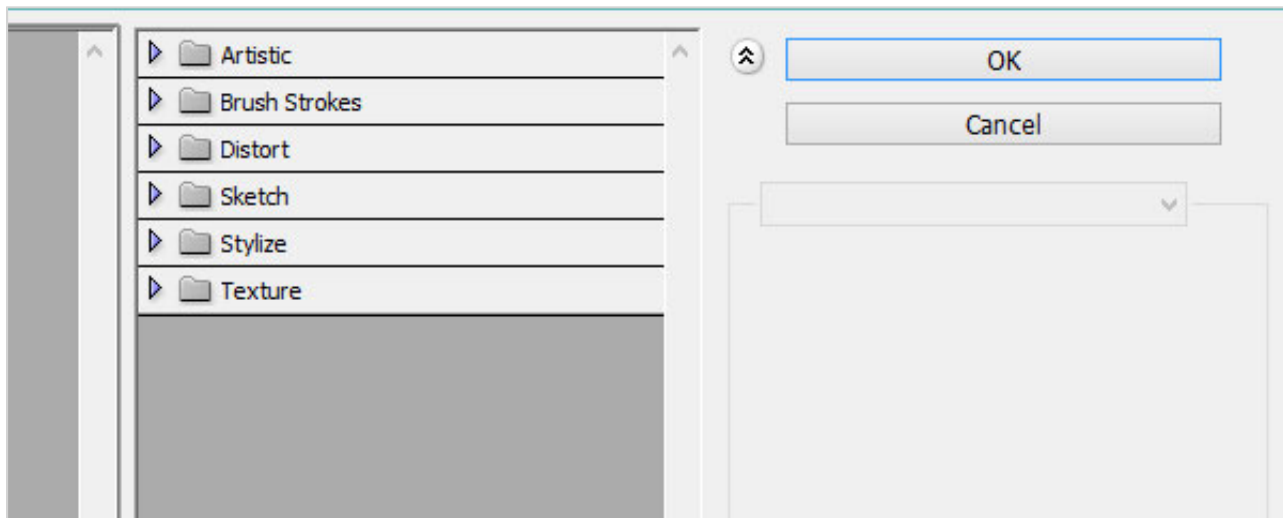 Artistic
Brush Strokes
Distort
Sketch
Stylize
Texture
OK
Cancel